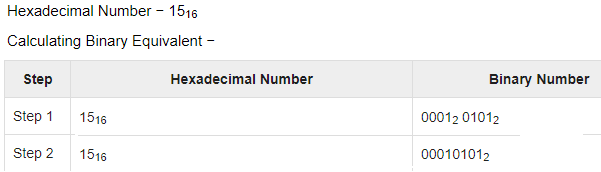 Hexadecimal Number − 15₁₆
Calculating Binary Equivalent −
Step Hexadecimal Number Binary Number
Step 1 15₁₆ 0001₂ 0101₂
Step 2 15₁₆ 00010101₂